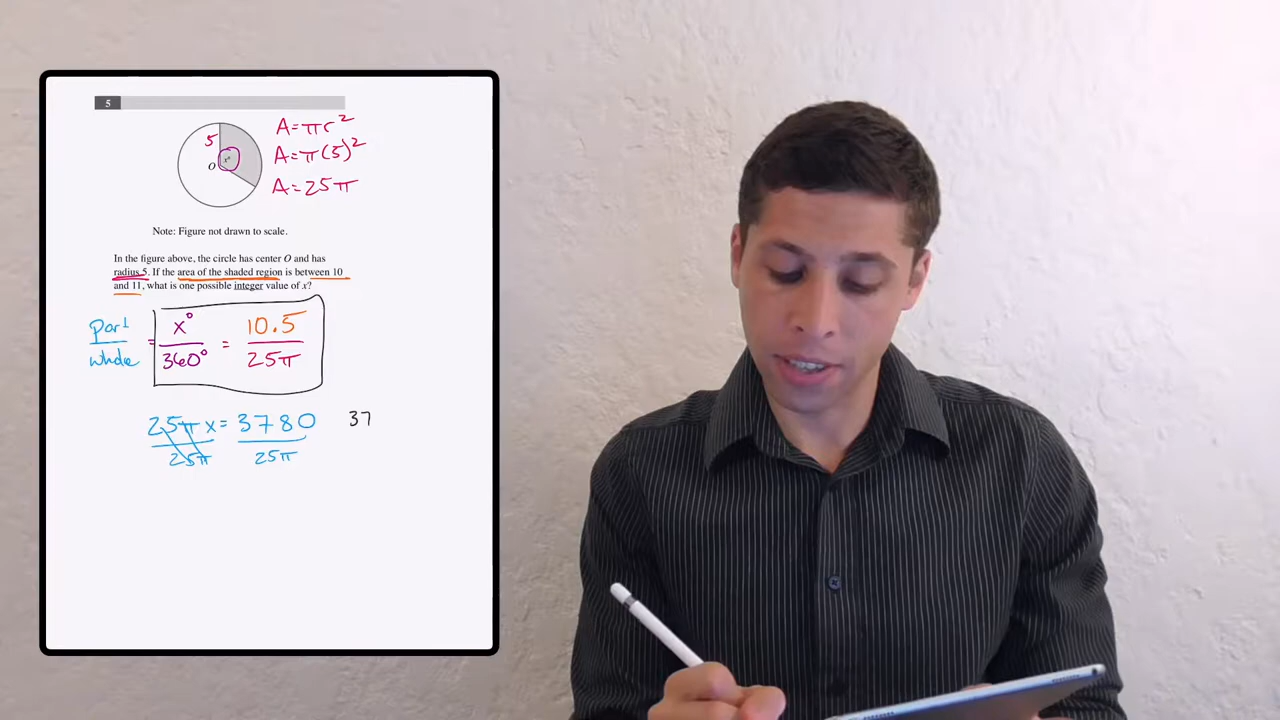 5
5
O
x°
A=πr²
A=π(5)²
A=25π
Note: Figure not drawn to scale.
In the figure above, the circle has center O and has
radius 5. If the area of the shaded region is between 10
and 11, what is one possible integer value of x?
part/whole = x°/360° = 10.5/25π
25πx = 3780 37
25π 25π